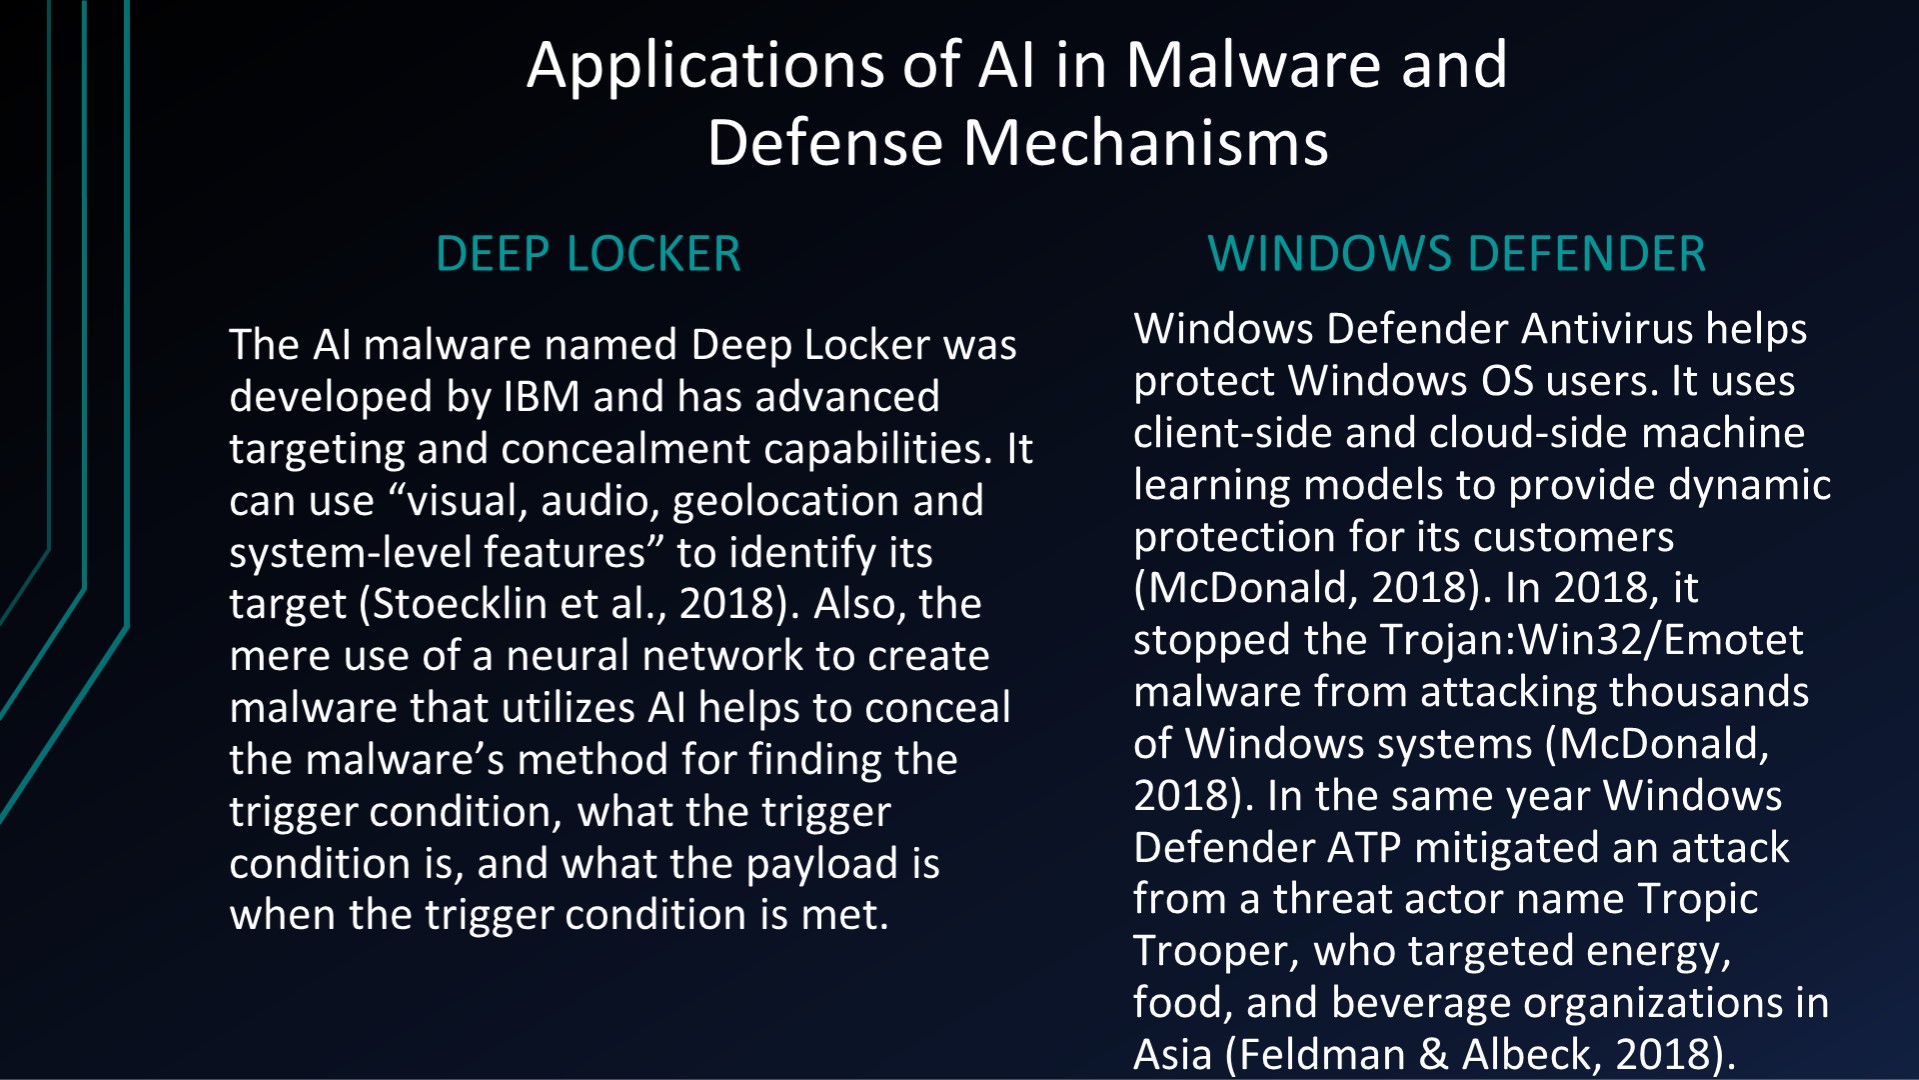 Applications of AI in Malware and
Defense Mechanisms
DEEP LOCKER
The AI malware named Deep Locker was
developed by IBM and has advanced
targeting and concealment capabilities. It
can use “visual, audio, geolocation and
system-level features” to identify its
target (Stoecklin et al., 2018). Also, the
mere use of a neural network to create
malware that utilizes AI helps to conceal
the malware’s method for finding the
trigger condition, what the trigger
condition is, and what the payload is
when the trigger condition is met.
WINDOWS DEFENDER
Windows Defender Antivirus helps
protect Windows OS users. It uses
client-side and cloud-side machine
learning models to provide dynamic
protection for its customers
(McDonald, 2018). In 2018, it
stopped the Trojan:Win32/Emotet
malware from attacking thousands
of Windows systems (McDonald,
2018). In the same year Windows
Defender ATP mitigated an attack
from a threat actor name Tropic
Trooper, who targeted energy,
food, and beverage organizations in
Asia (Feldman & Albeck, 2018).